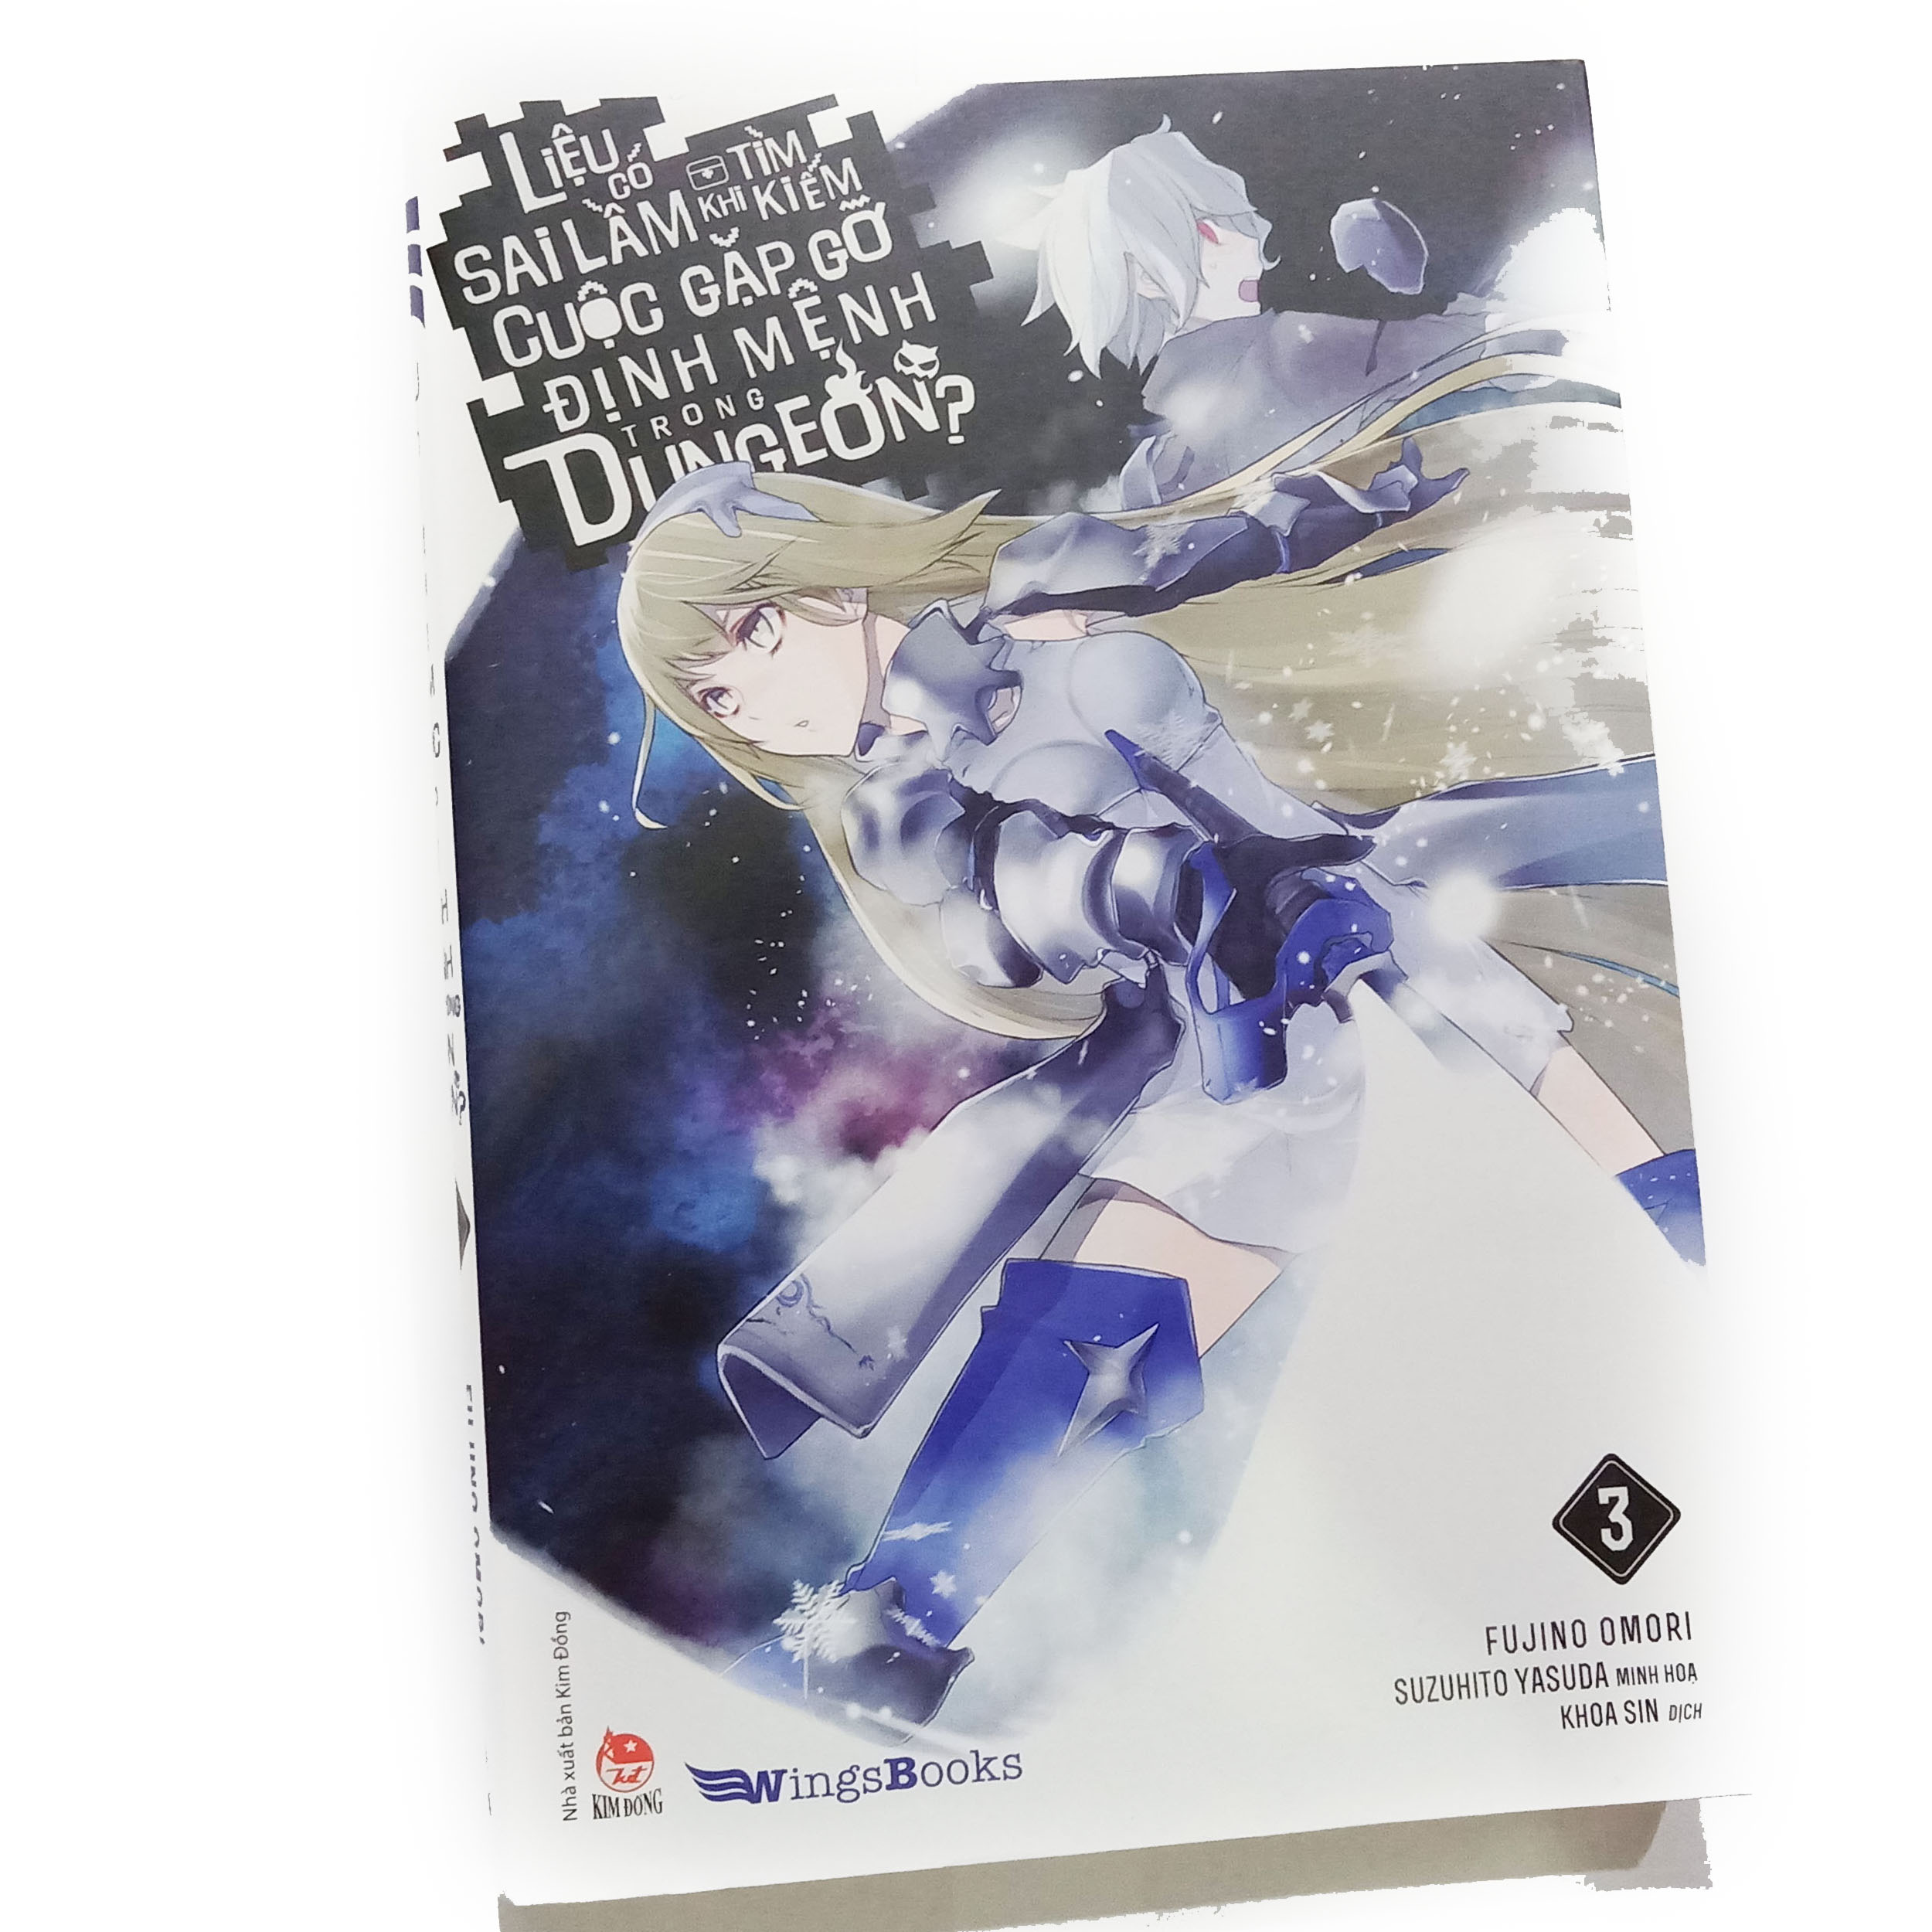 LIỆU CÓ
SAI LẦM KHI TÌM KIẾM
CUỘC GẶP GỠ
ĐỊNH MỆNH
TRONG
DUNGEON?
3
FUJINO OMORI
SUZUHITO YASUDA MINH HOẠ
KHOA SIN DỊCH
Nhà xuất bản Kim Đồng
KIM ĐỒNG
WingsBooks